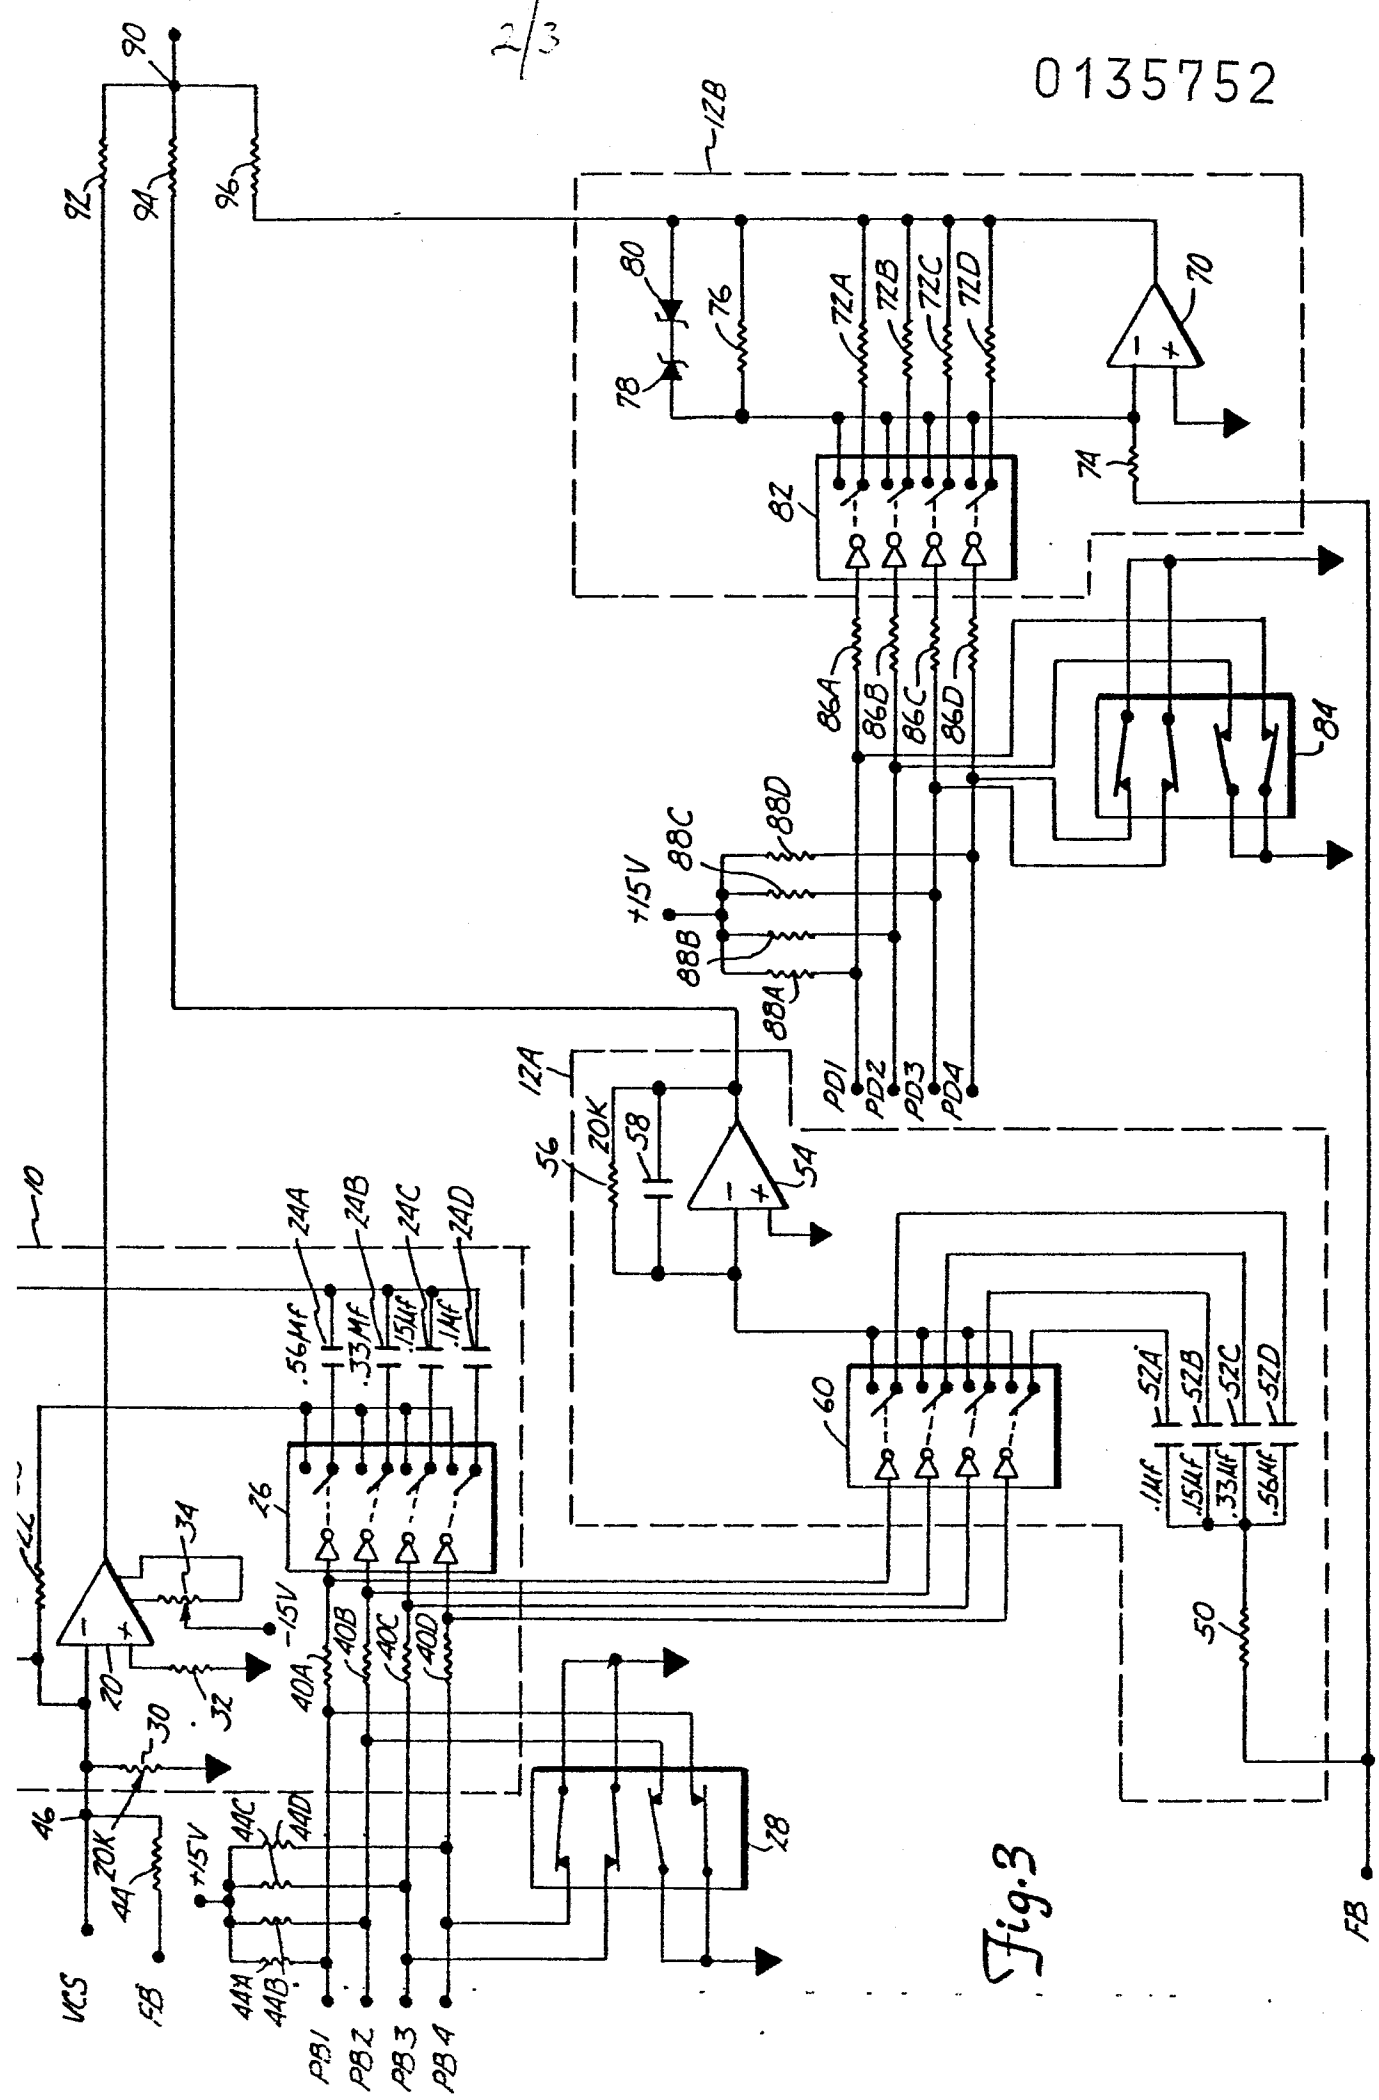 2/3
0135752
90
92
94
96
12B
80
78
76
72A
72B
72C
72D
70
74
82
86A
86B
86C
86D
84
+15V
88A
88B
88C
88D
PD1
PD2
PD3
PD4
12A
56
20K
58
54
60
52A
52B
52C
52D
.1µf
.15µf
.33µf
.56µf
50
10
24A
24B
24C
24D
.56µf
.33µf
.15µf
.1µf
26
34
-15V
20
32
30
20K
46
44
40A
40B
40C
40D
28
+15V
44A
44B
44C
44D
VCS
FB
PB1
PB2
PB3
PB4
FB
Fig.3